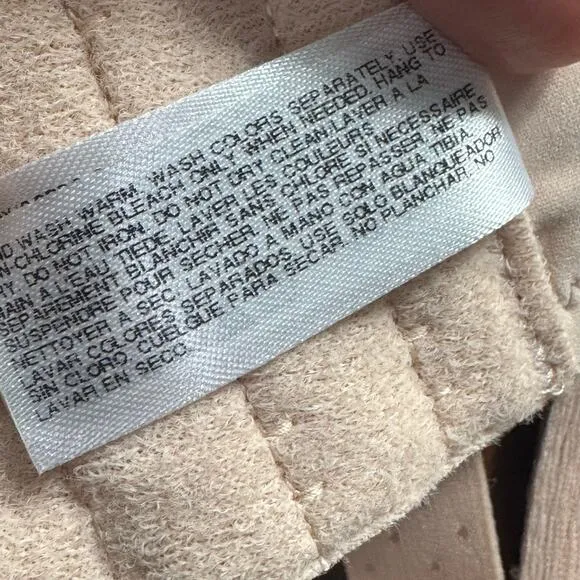 ND WASH WARM, WASH COLORS SEPARATELY, USE
N CHLORINE BLEACH ONLY WHEN NEEDED. HANG TO
RY. DO NOT IRON. DO NOT DRY CLEAN.LAVER A LA
MAIN A L'EAU TIEDE, LAVER LES COULEURS,
SEPAREMENT BLANCHIR SANS CHLORE SI NECESSAIRE
SUSPENDRE POUR SECHER, NE PAS REPASSER, NE PAS
NETTOYER A SEC. LAVADO A MANO CON AGUA TIBIA.
LAVAR COLORES SEPARADOS. USE SOLO BLANQUEADOR
SIN CLORO. CUELGUE PARA SECAR. NO PLANCHAR. NO
LAVAR EN SECO.